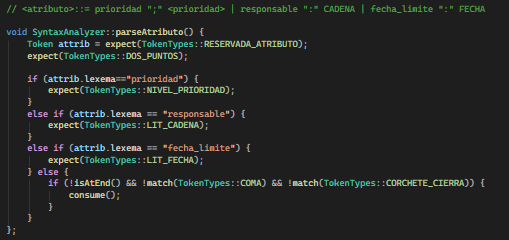 // <atributo>::= prioridad ";" <prioridad> | responsable ":" CADENA | fecha_limite ":" FECHA
void SyntaxAnalyzer::parseAtributo() {
Token attrib = expect(TokenTypes::RESERVADA_ATRIBUTO);
expect(TokenTypes::DOS_PUNTOS);
if (attrib.lexema=="prioridad") {
expect(TokenTypes::NIVEL_PRIORIDAD);
}
else if (attrib.lexema == "responsable") {
expect(TokenTypes::LIT_CADENA);
}
else if (attrib.lexema == "fecha_limite") {
expect(TokenTypes::LIT_FECHA);
} else {
if (!isAtEnd() && !match(TokenTypes::COMA) && !match(TokenTypes::CORCHETE_CIERRA)) {
consume();
}
}
};